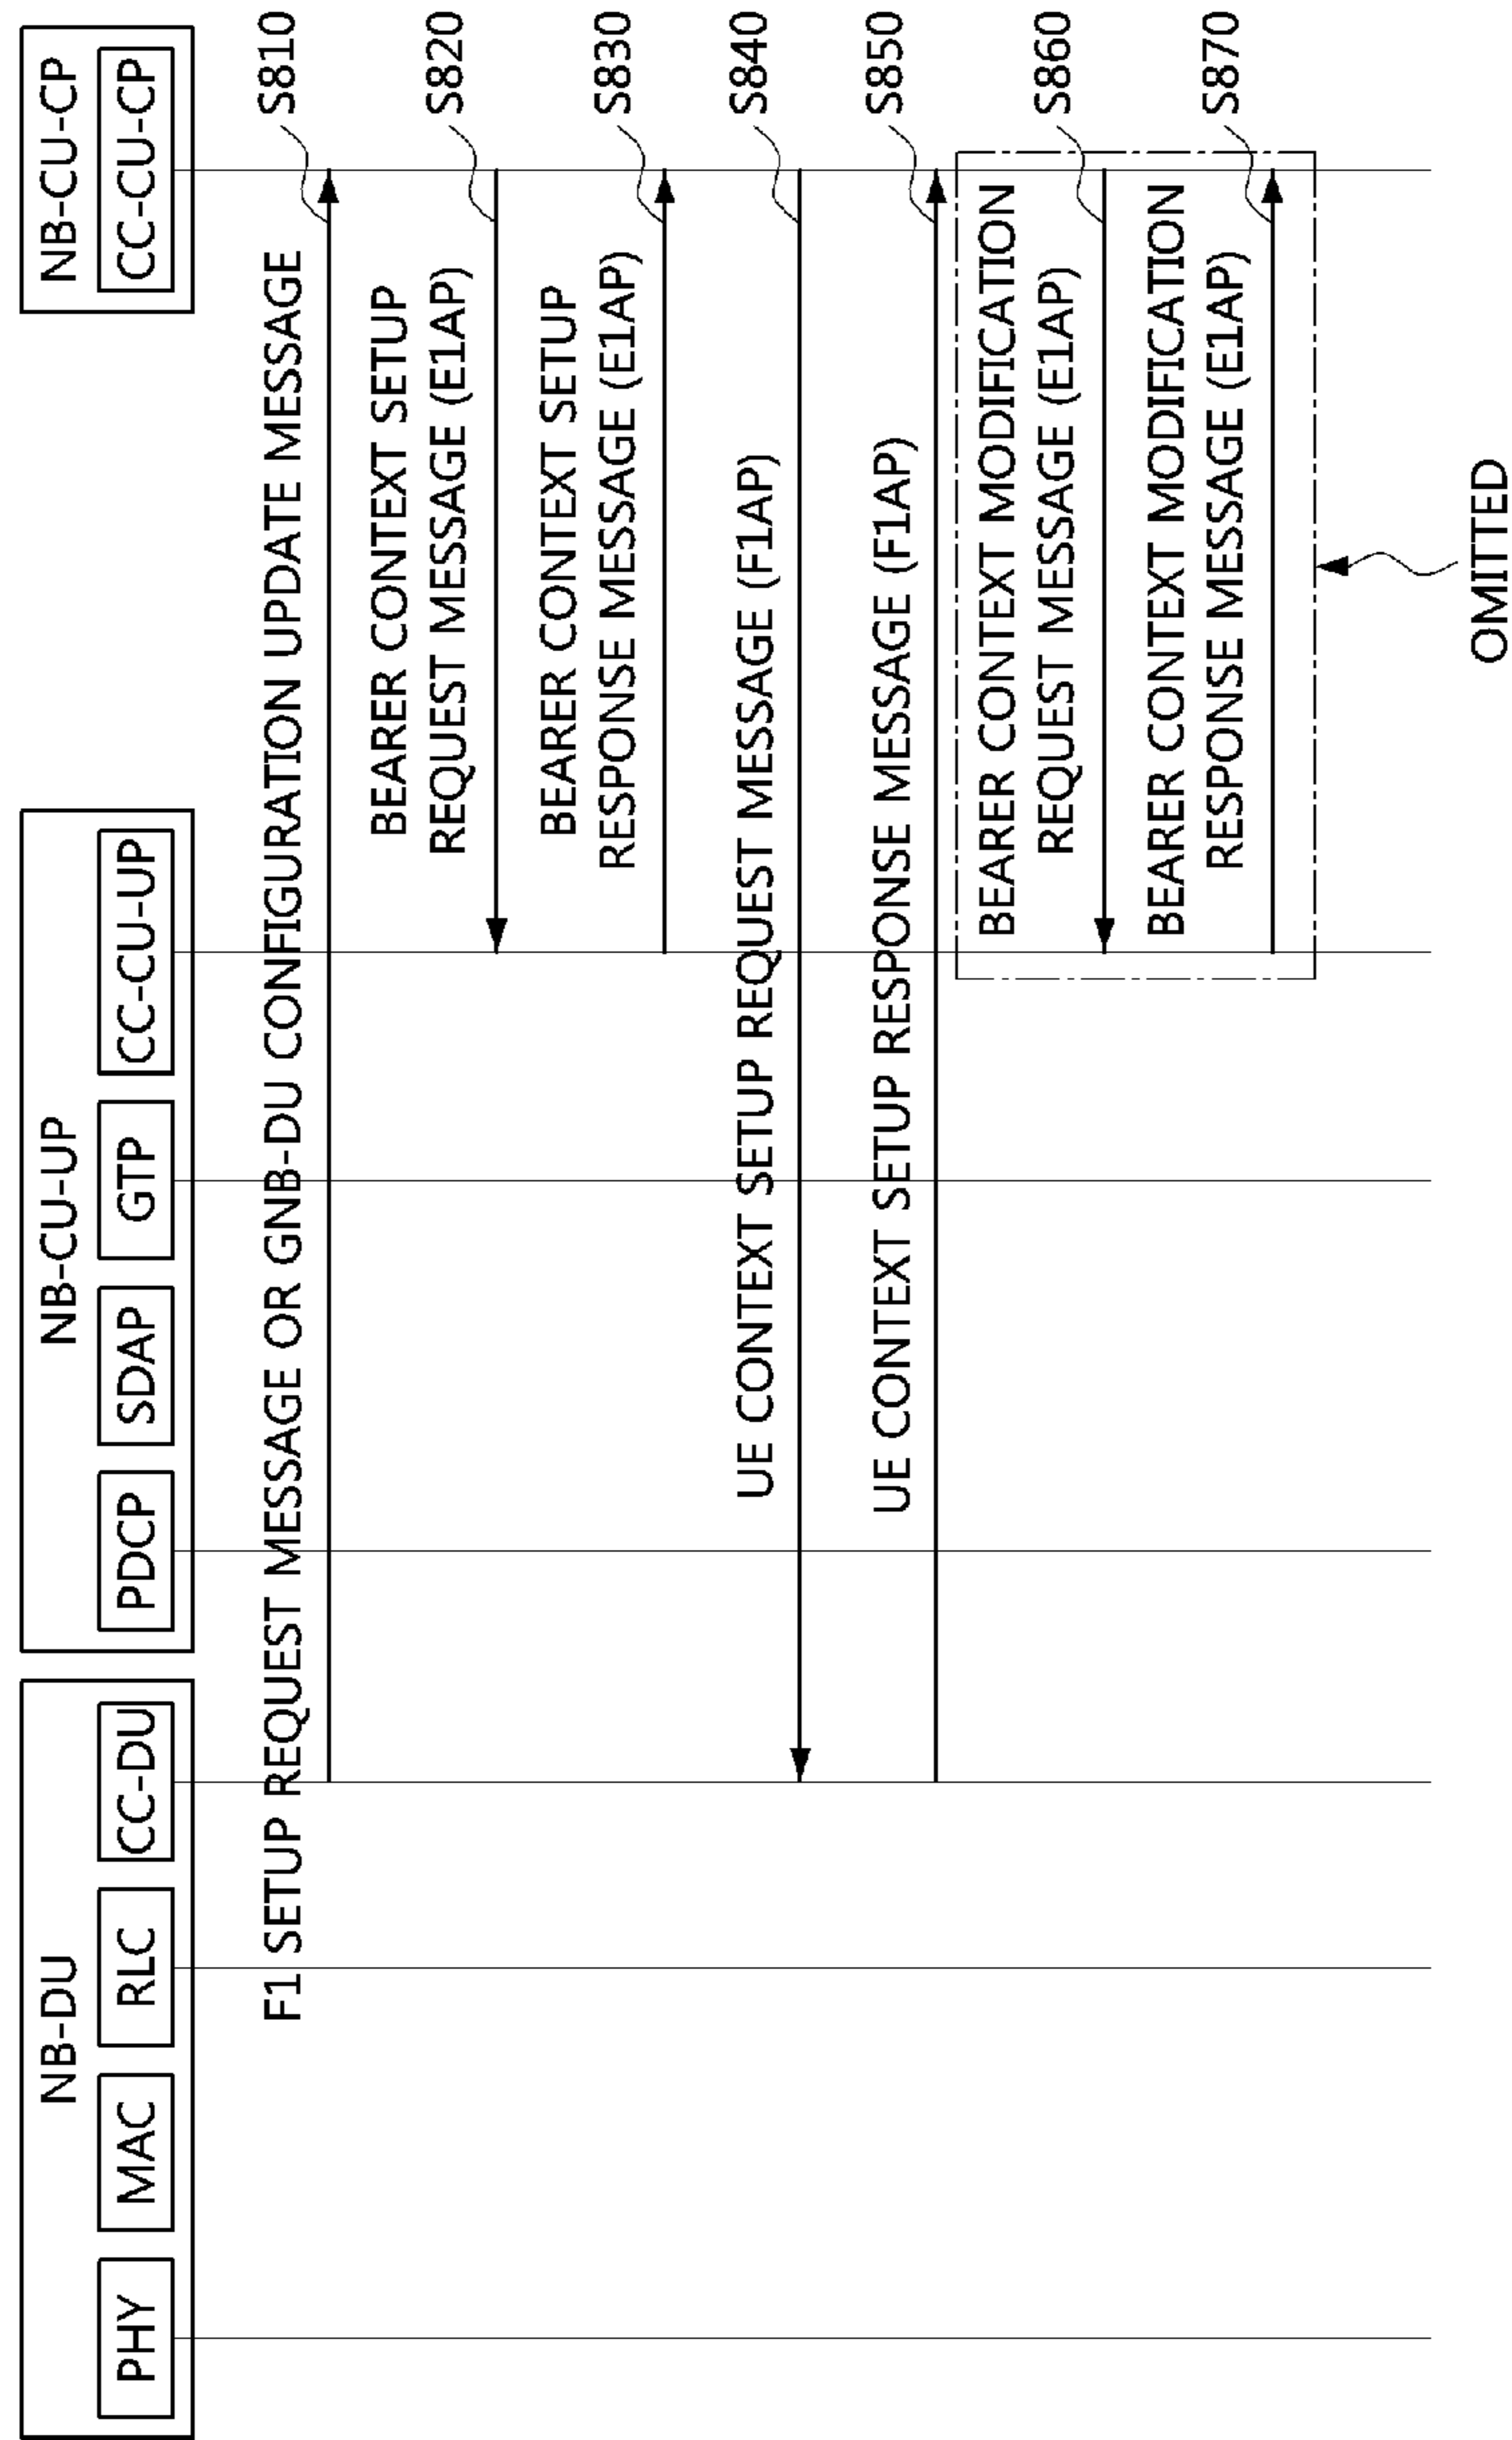 NB-DU
PHY
MAC
RLC
CC-DU
NB-CU-UP
PDCP
SDAP
GTP
CC-CU-UP
NB-CU-CP
CC-CU-CP
F1 SETUP REQUEST MESSAGE OR GNB-DU CONFIGURATION UPDATE MESSAGE
S810
BEARER CONTEXT SETUP
REQUEST MESSAGE (E1AP)
S820
BEARER CONTEXT SETUP
RESPONSE MESSAGE (E1AP)
S830
UE CONTEXT SETUP REQUEST MESSAGE (F1AP)
S840
UE CONTEXT SETUP RESPONSE MESSAGE (F1AP)
S850
BEARER CONTEXT MODIFICATION
REQUEST MESSAGE (E1AP)
S860
BEARER CONTEXT MODIFICATION
RESPONSE MESSAGE (E1AP)
S870
OMITTED